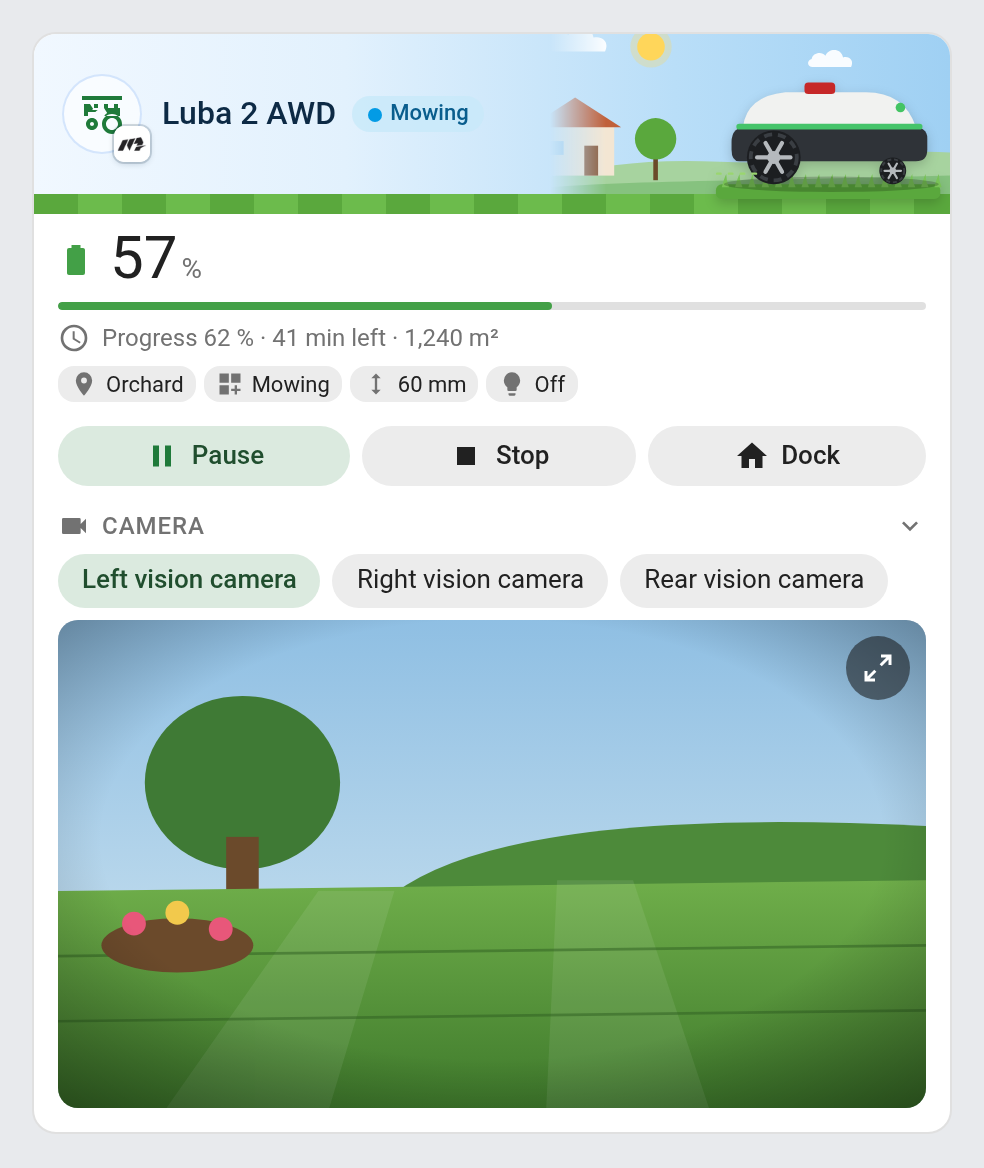 Luba 2 AWD
Mowing
57 %
Progress 62 % · 41 min left · 1,240 m²
Orchard
Mowing
60 mm
Off
Pause
Stop
Dock
CAMERA
Left vision camera
Right vision camera
Rear vision camera